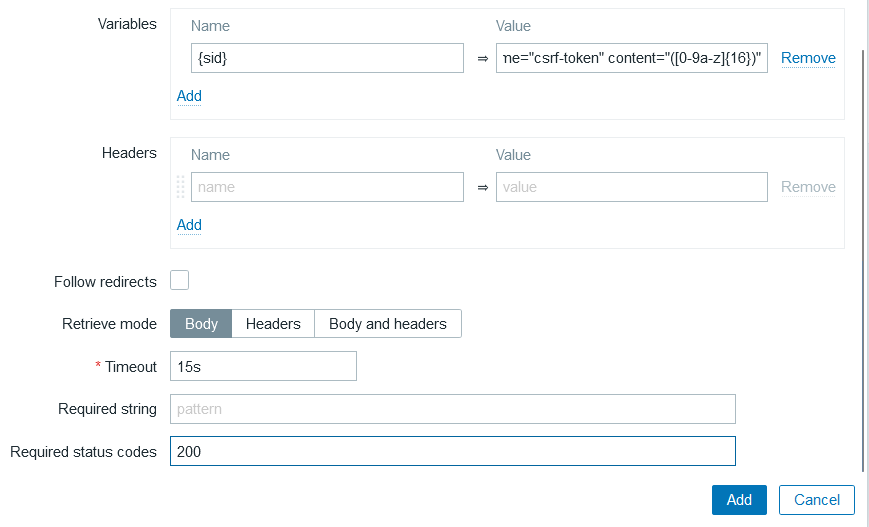 Variables Name Value
{sid} ⇒ me="csrf-token" content="([0-9a-z]{16})" Remove
Add
Headers Name Value
name ⇒ value Remove
Add
Follow redirects
Retrieve mode Body Headers Body and headers
* Timeout 15s
Required string pattern
Required status codes 200
Add Cancel